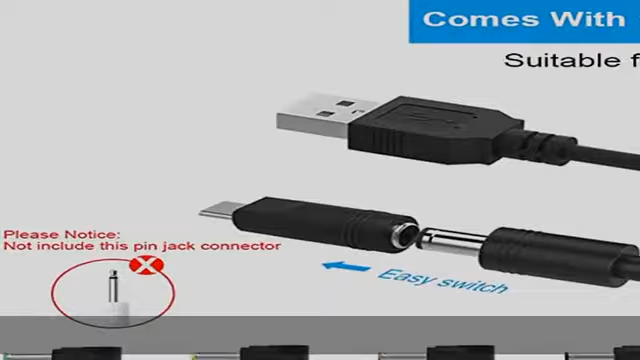 Comes With
Suitable f
Please Notice:
Not include this pin jack connector
Easy switch